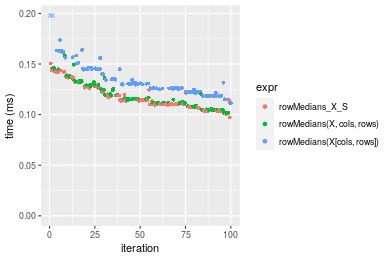 0.20
0.15
0.10
0.05
0.00
time (ms)
0
25
50
75
100
iteration
expr
rowMedians_X_S
rowMedians(X, cols, rows)
rowMedians(X[cols, rows])